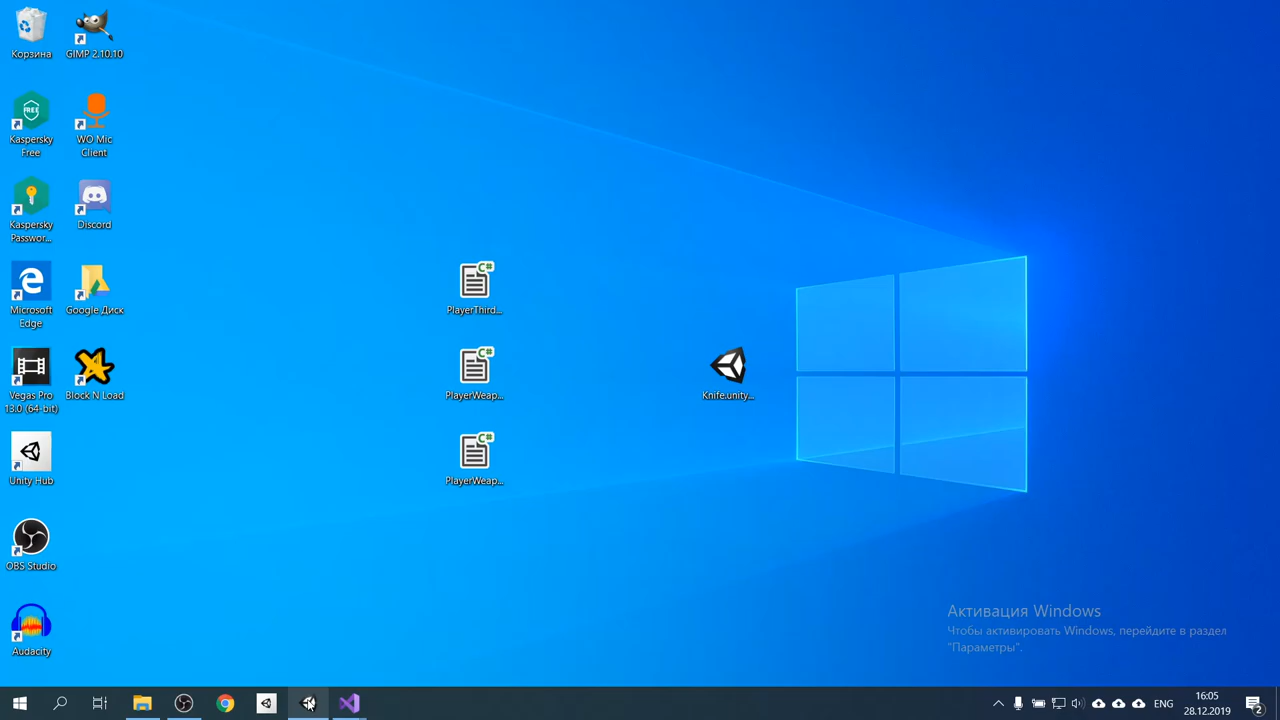 Корзина
GIMP 2.10.10
FREE
Kaspersky
Free
WO Mic
Client
Kaspersky
Passwor...
Discord
Microsoft
Edge
Google Диск
Vegas Pro
13.0 (64-bit)
Block N Load
Unity Hub
OBS Studio
Audacity
C#
PlayerThird...
C#
PlayerWeap...
C#
PlayerWeap...
Knife.unity...
Активация Windows
Чтобы активировать Windows, перейдите в раздел
"Параметры".
ENG
16:05
28.12.2019
2